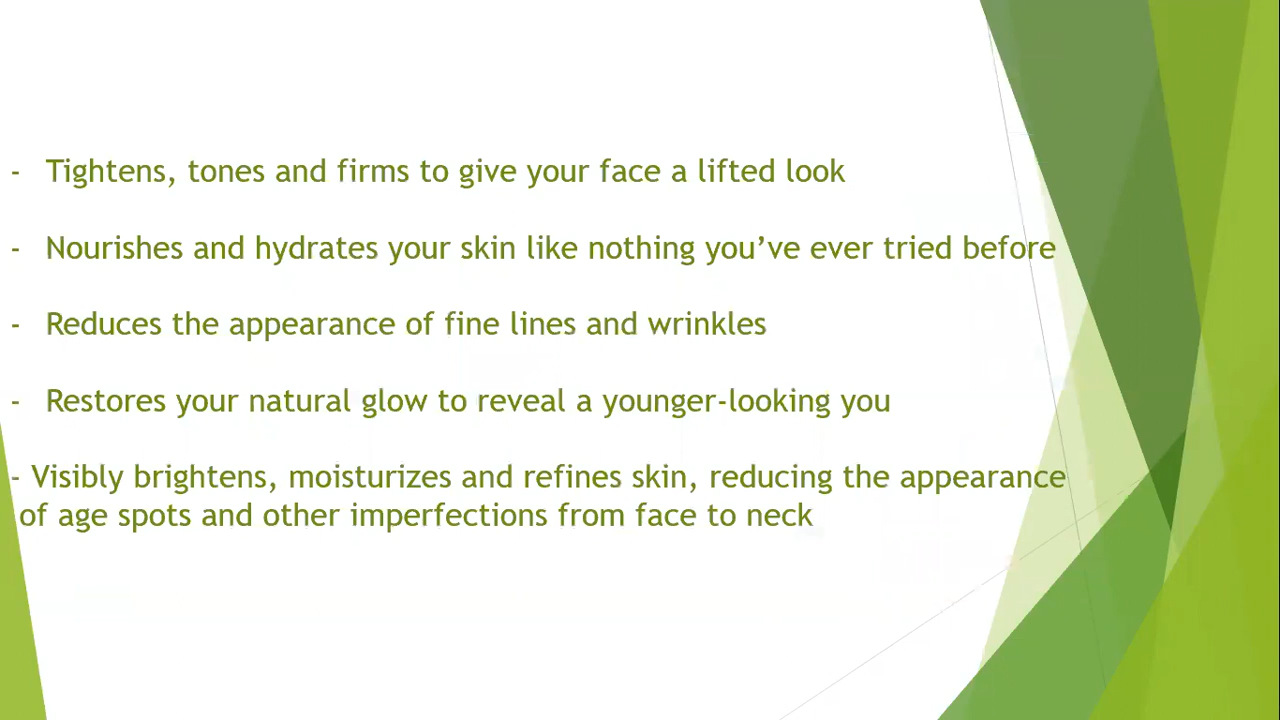 - Tightens, tones and firms to give your face a lifted look
- Nourishes and hydrates your skin like nothing you’ve ever tried before
- Reduces the appearance of fine lines and wrinkles
- Restores your natural glow to reveal a younger-looking you
- Visibly brightens, moisturizes and refines skin, reducing the appearance
of age spots and other imperfections from face to neck